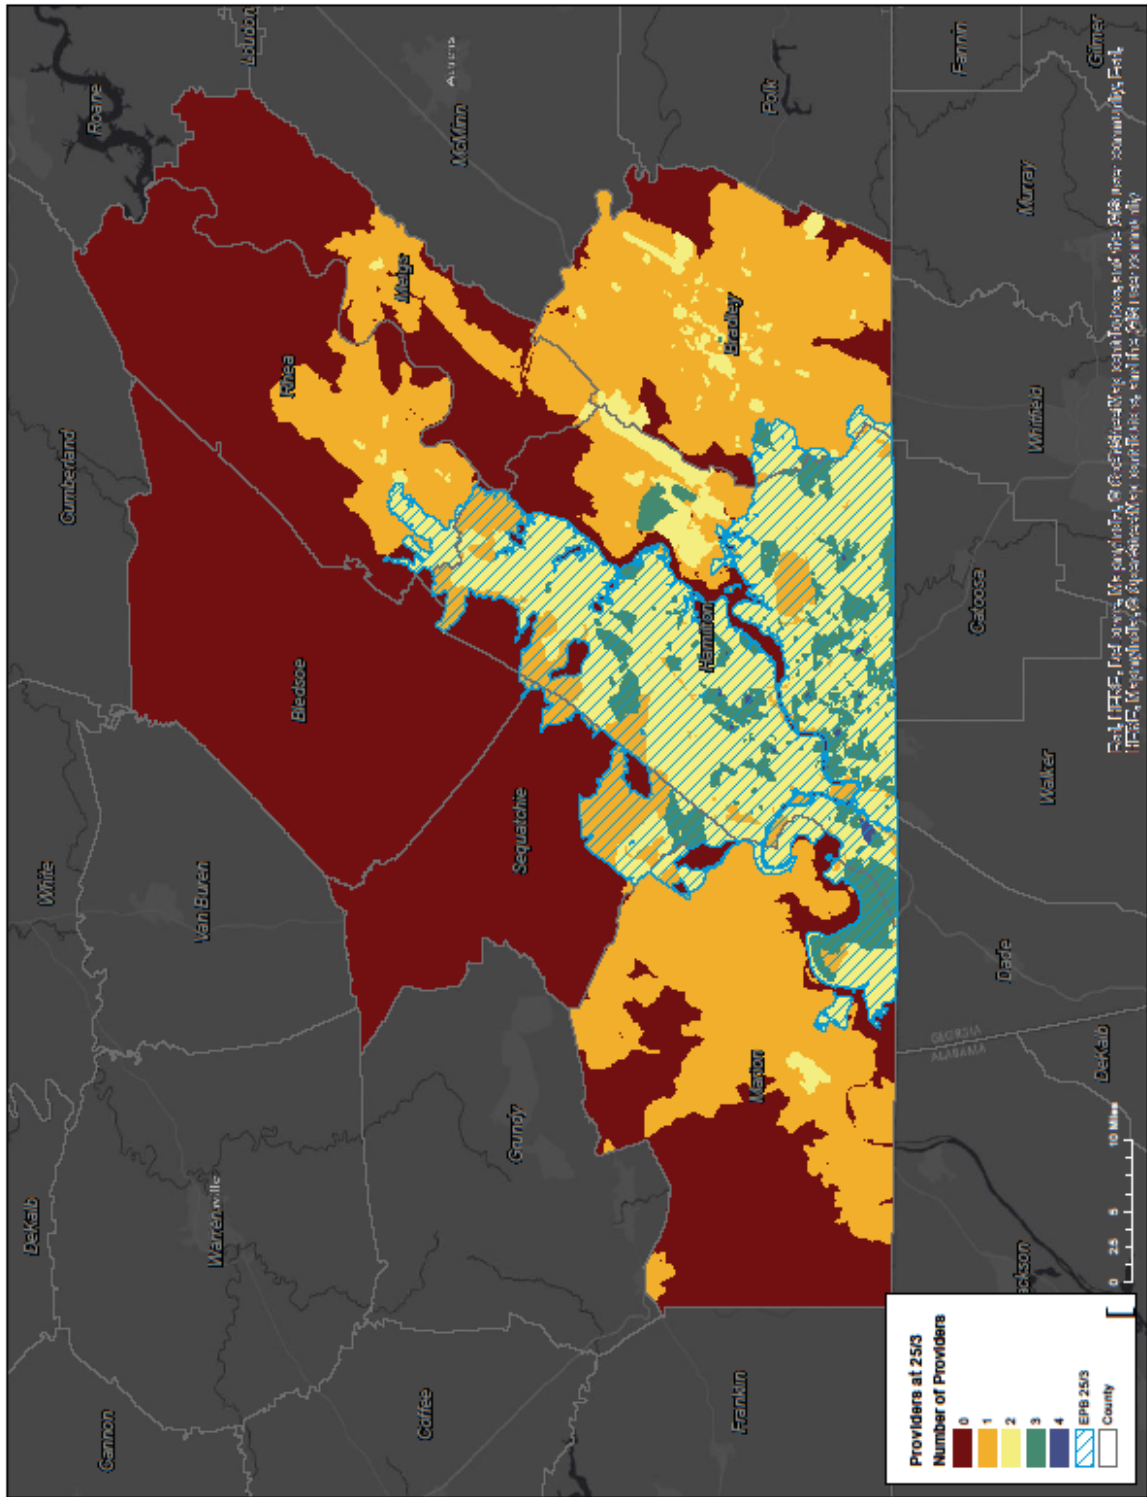 Cannon
DeKalb
White
Cumberland
Roane
Loudon
Warren
Van Buren
Bledsoe
Rhea
Meigs
McMinn
Athens
Coffee
Grundy
Sequatchie
Hamilton
Bradley
Polk
Franklin
Marion
GEORGIA
ALABAMA
Jackson
DeKalb
Dade
Walker
Catoosa
Whitfield
Murray
Fannin
Gilmer
Providers at 25/3
Number of Providers
0
1
2
3
4
EPB 25/3
County
0 2.5 5 10 Miles